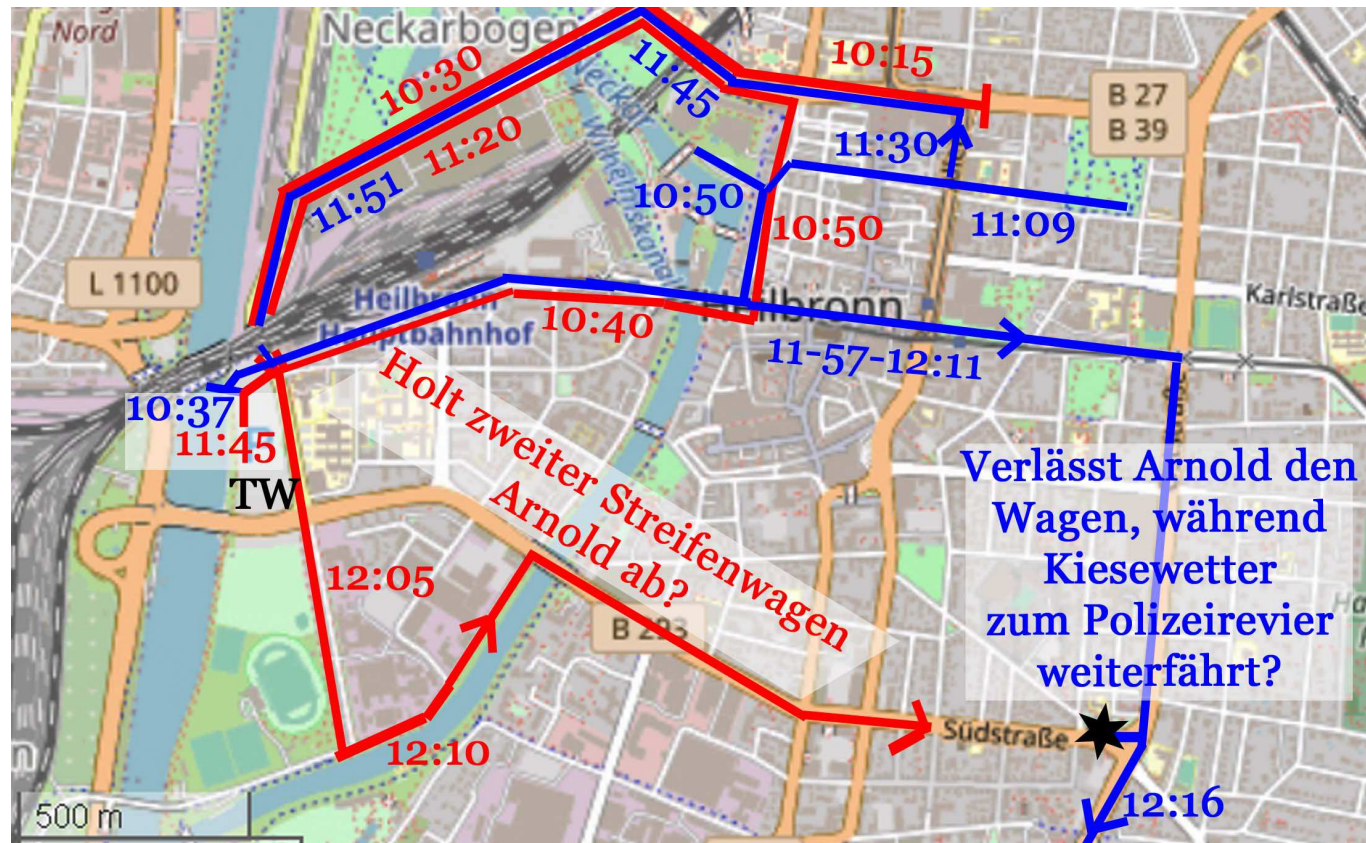 Nord
Neckarbogen
10:30
11:45
10:15
B 27
B 39
11:20
Neckar
11:30
Wilhelmskanal
11:51
10:50
11:09
10:50
L 1100
Heilbronn
Hauptbahnhof
Heilbronn
Karlstraße
10:40
11-57-12:11
10:37
11:45
TW
Holt zweiter Streifenwagen
Arnold ab?
Verlässt Arnold den
Wagen, während
Kiesewetter
zum Polizeirevier
weiterfährt?
12:05
B 293
12:10
Südstraße
12:16
500 m